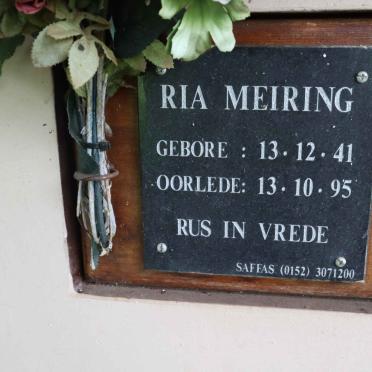 RIA MEIRING
GEBORE : 13·12·41
OORLEDE: 13·10·95
RUS IN VREDE
SAFFAS (0152) 3071200